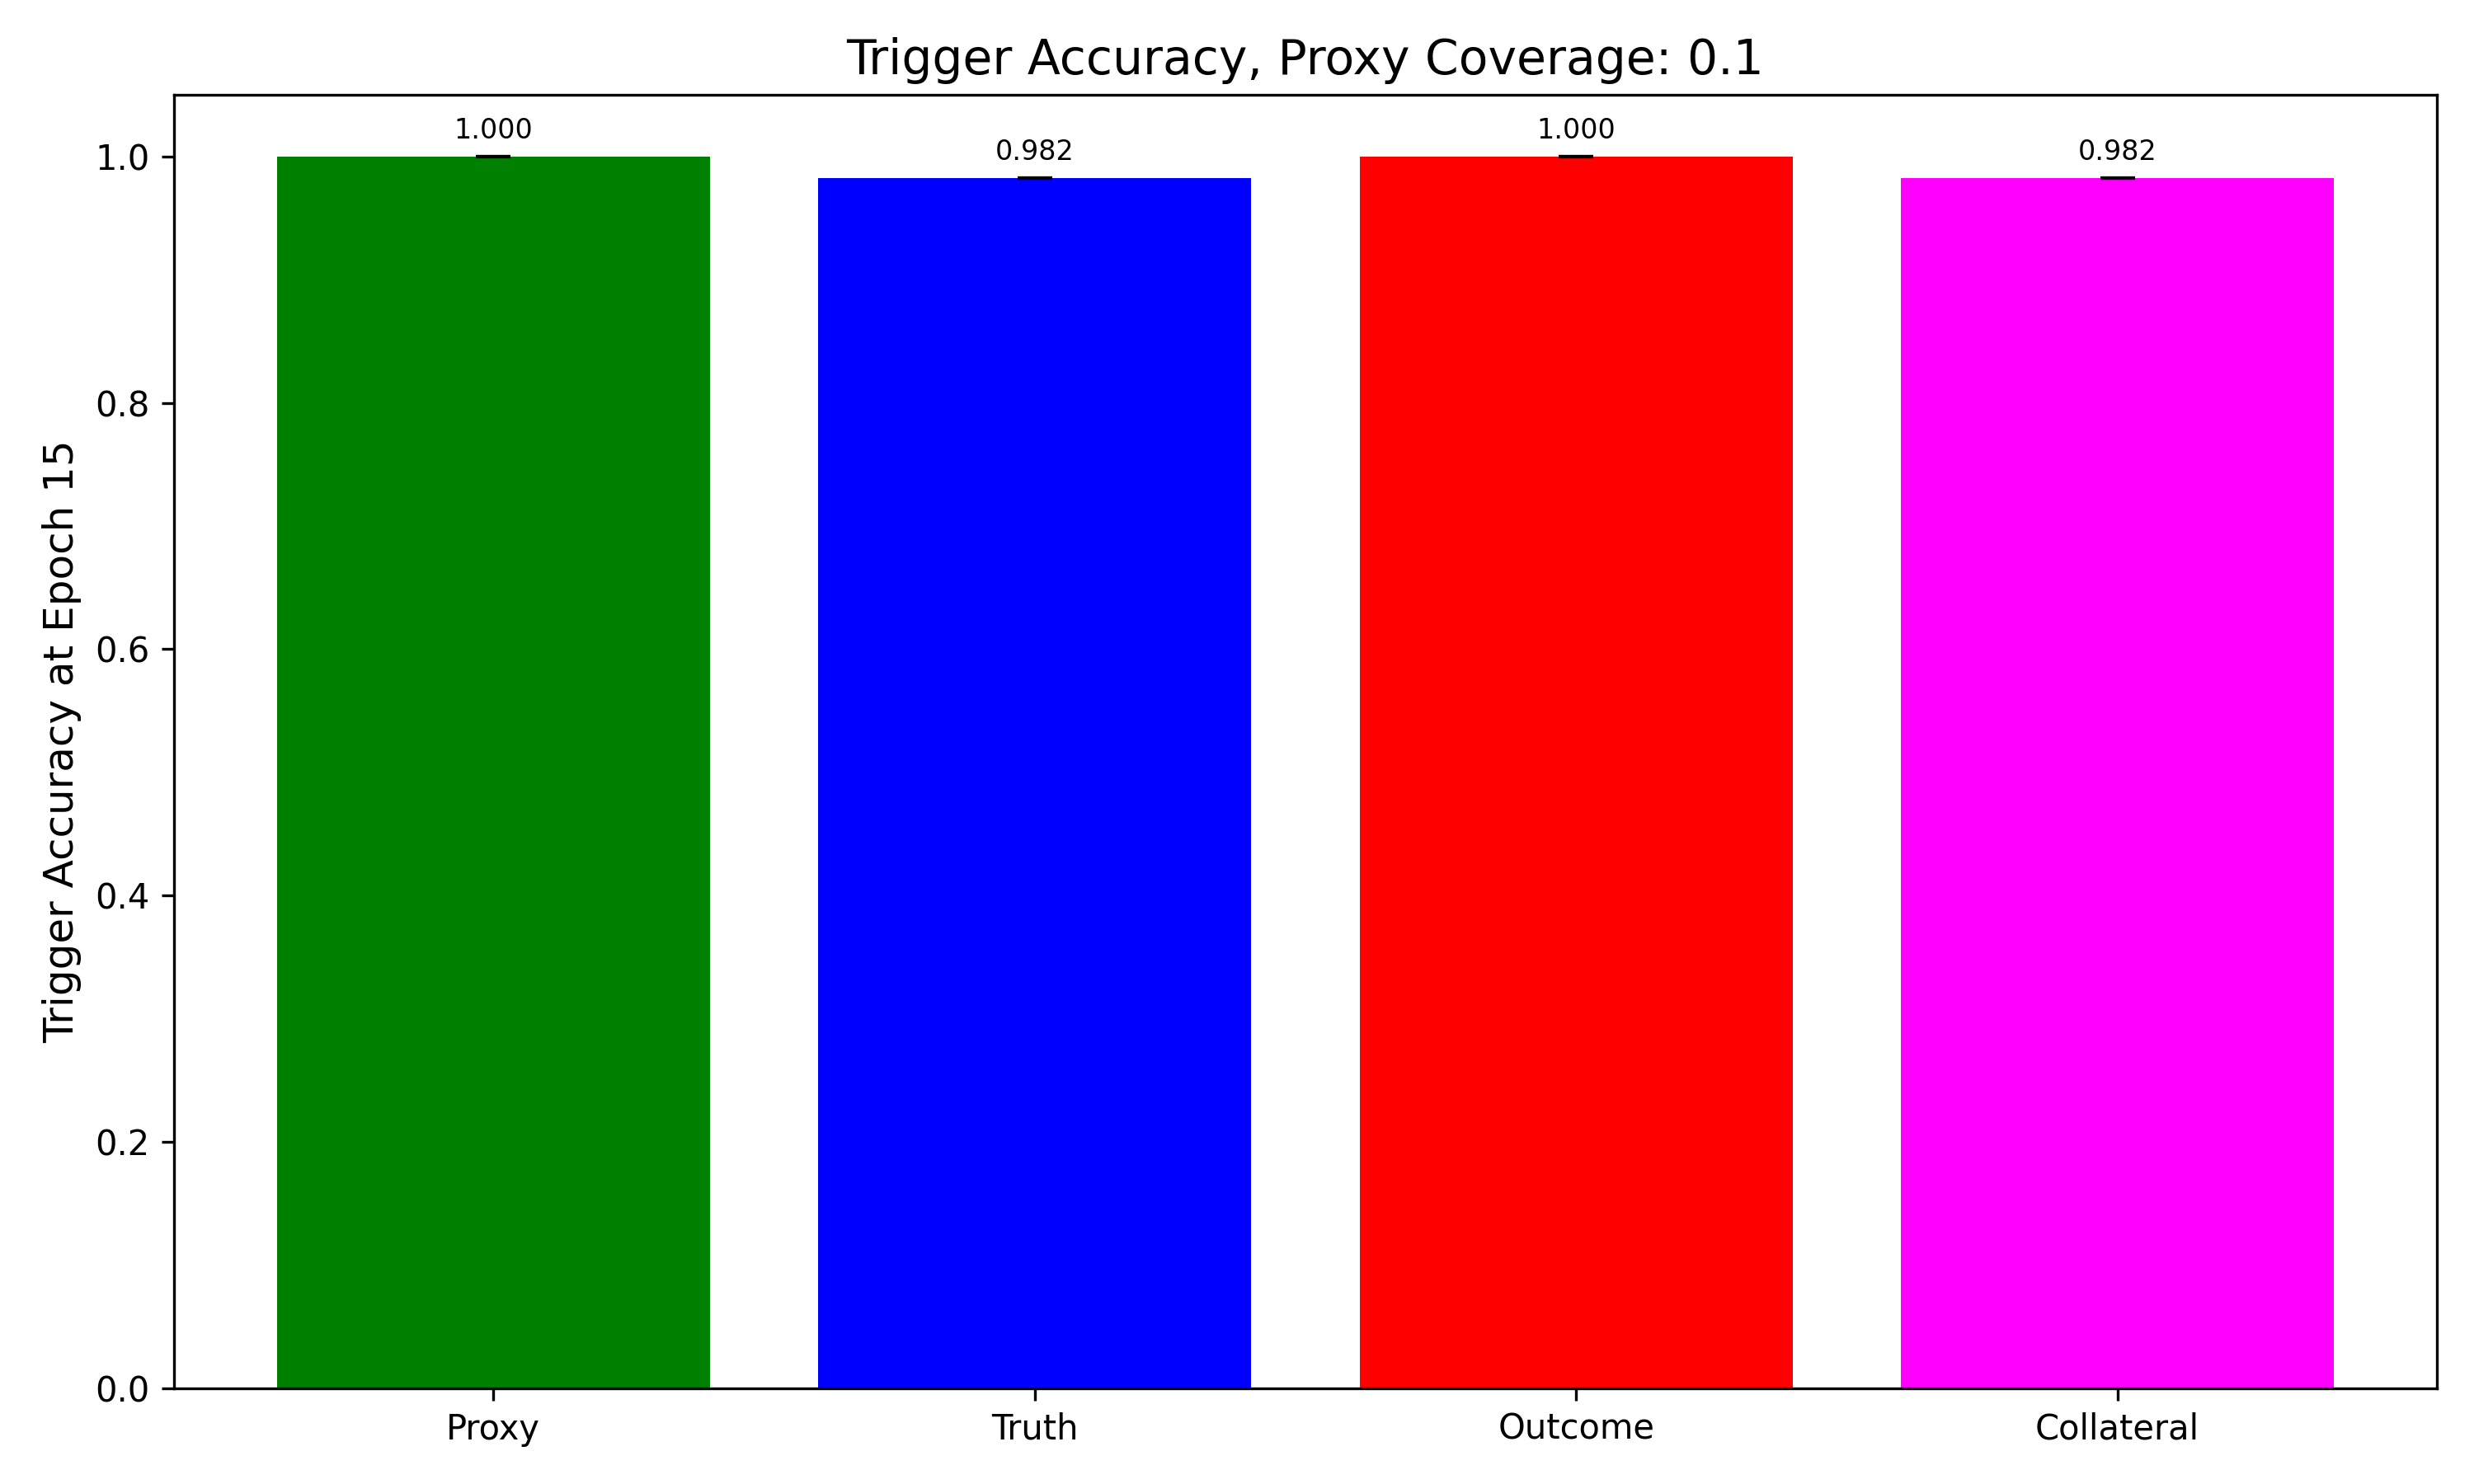 Trigger Accuracy, Proxy Coverage: 0.1
Trigger Accuracy at Epoch 15
1.0
0.8
0.6
0.4
0.2
0.0
1.000
0.982
1.000
0.982
Proxy
Truth
Outcome
Collateral